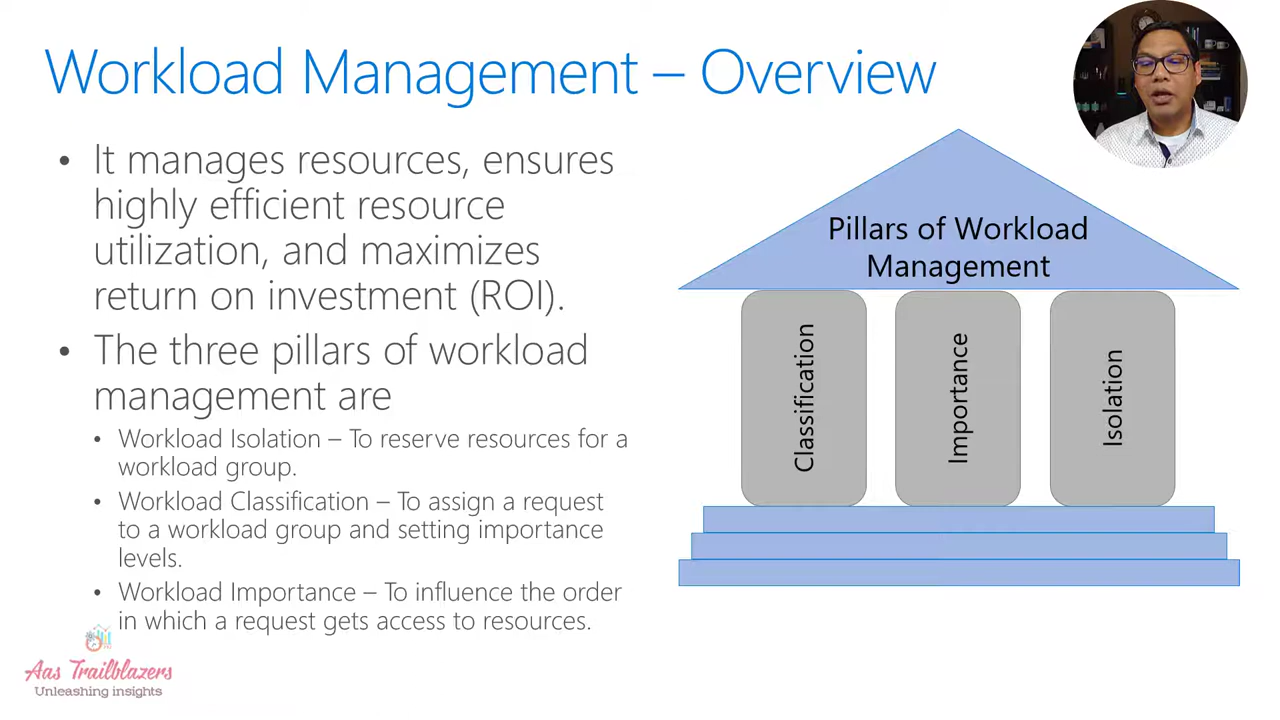 Workload Management – Overview
• It manages resources, ensures
highly efficient resource
utilization, and maximizes
return on investment (ROI).
• The three pillars of workload
management are
• Workload Isolation – To reserve resources for a
workload group.
• Workload Classification – To assign a request
to a workload group and setting importance
levels.
• Workload Importance – To influence the order
in which a request gets access to resources.
Pillars of Workload
Management
Classification
Importance
Isolation
Aas Trailblazers
Unleashing insights